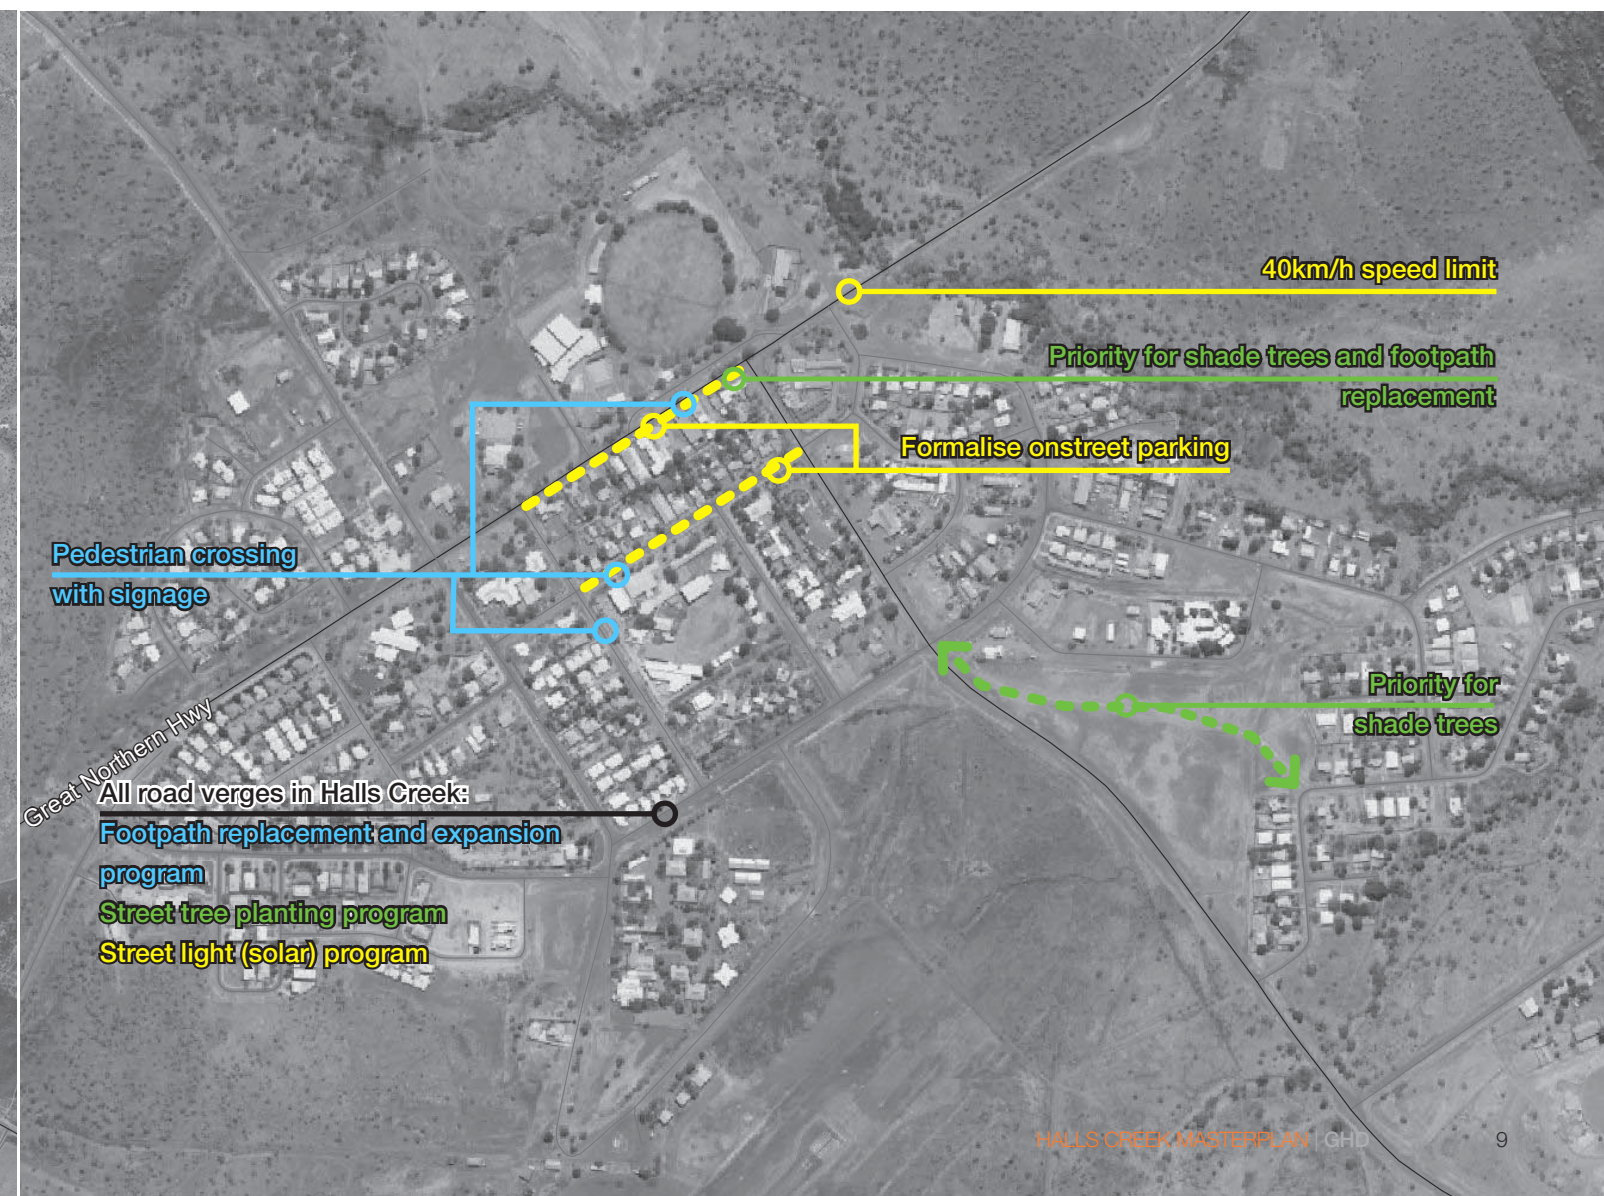 40km/h speed limit
Priority for shade trees and footpath
replacement
Formalise onstreet parking
Pedestrian crossing
with signage
Priority for
shade trees
Great Northern Hwy
All road verges in Halls Creek:
Footpath replacement and expansion
program
Street tree planting program
Street light (solar) program
HALLS CREEK MASTERPLAN | GHD 9